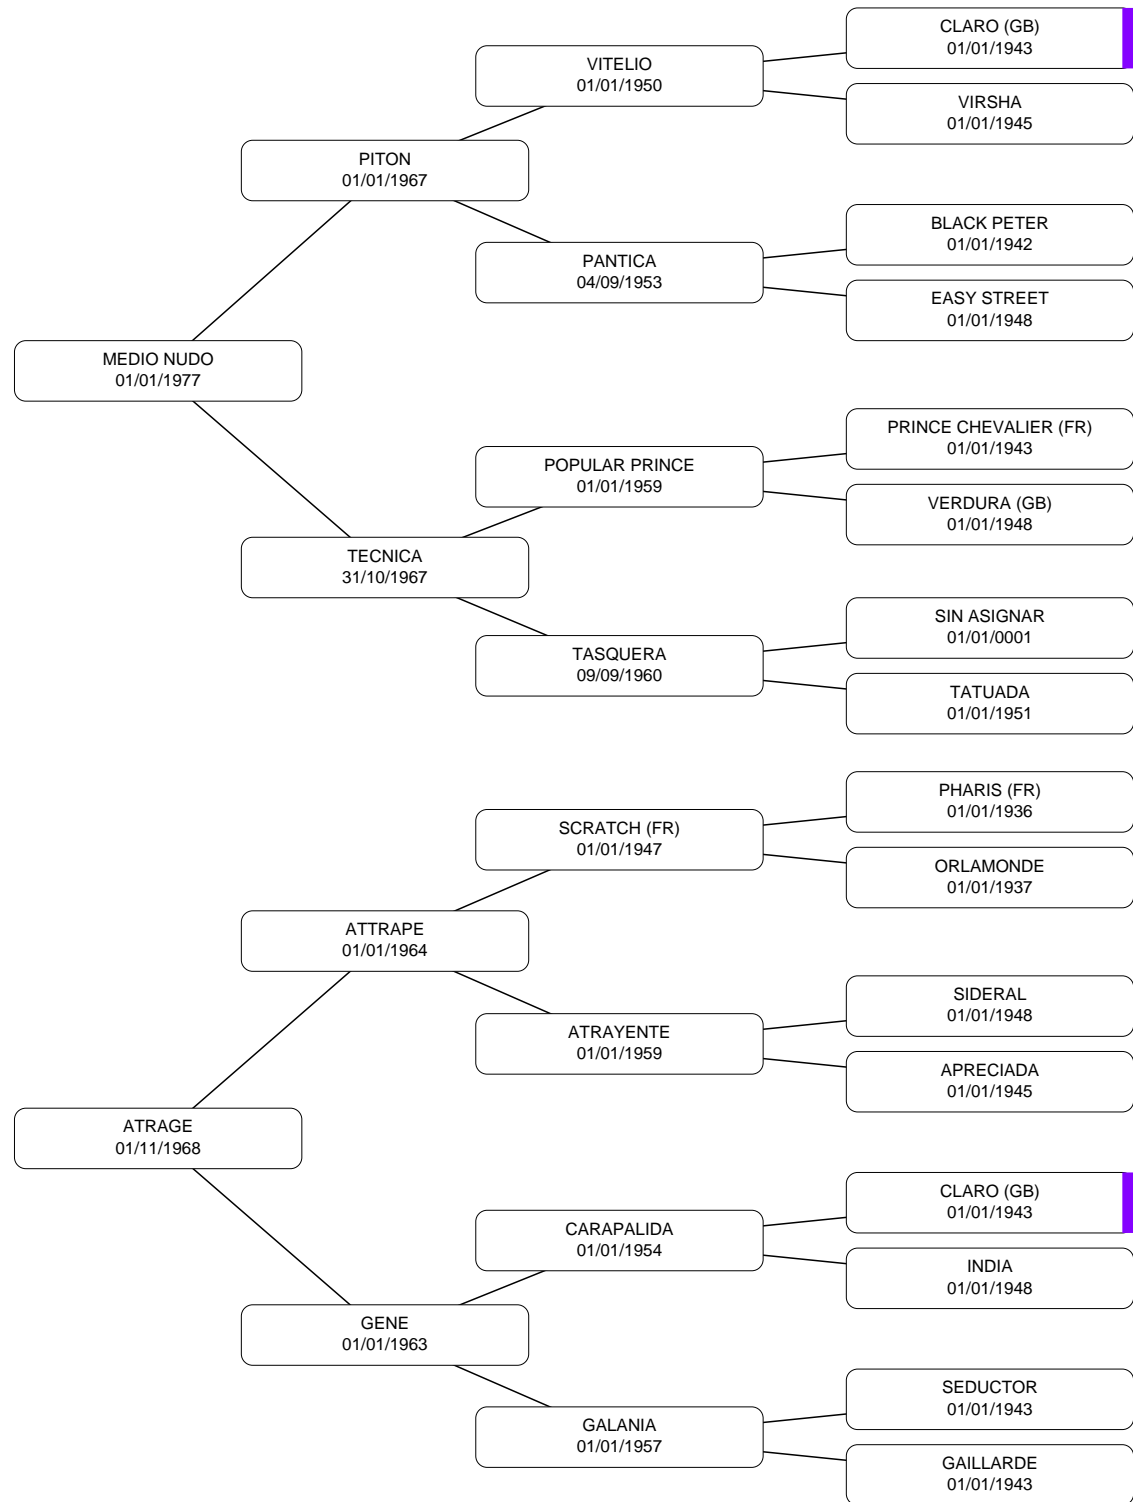 CLARO (GB)
01/01/1943
VITELIO
01/01/1950
VIRSHA
01/01/1945
PITON
01/01/1967
BLACK PETER
01/01/1942
PANTICA
04/09/1953
EASY STREET
01/01/1948
MEDIO NUDO
01/01/1977
PRINCE CHEVALIER (FR)
01/01/1943
POPULAR PRINCE
01/01/1959
VERDURA (GB)
01/01/1948
TECNICA
31/10/1967
SIN ASIGNAR
01/01/0001
TASQUERA
09/09/1960
TATUADA
01/01/1951
PHARIS (FR)
01/01/1936
SCRATCH (FR)
01/01/1947
ORLAMONDE
01/01/1937
ATTRAPE
01/01/1964
SIDERAL
01/01/1948
ATRAYENTE
01/01/1959
APRECIADA
01/01/1945
ATRAGE
01/11/1968
CLARO (GB)
01/01/1943
CARAPALIDA
01/01/1954
INDIA
01/01/1948
GENE
01/01/1963
SEDUCTOR
01/01/1943
GALANIA
01/01/1957
GAILLARDE
01/01/1943